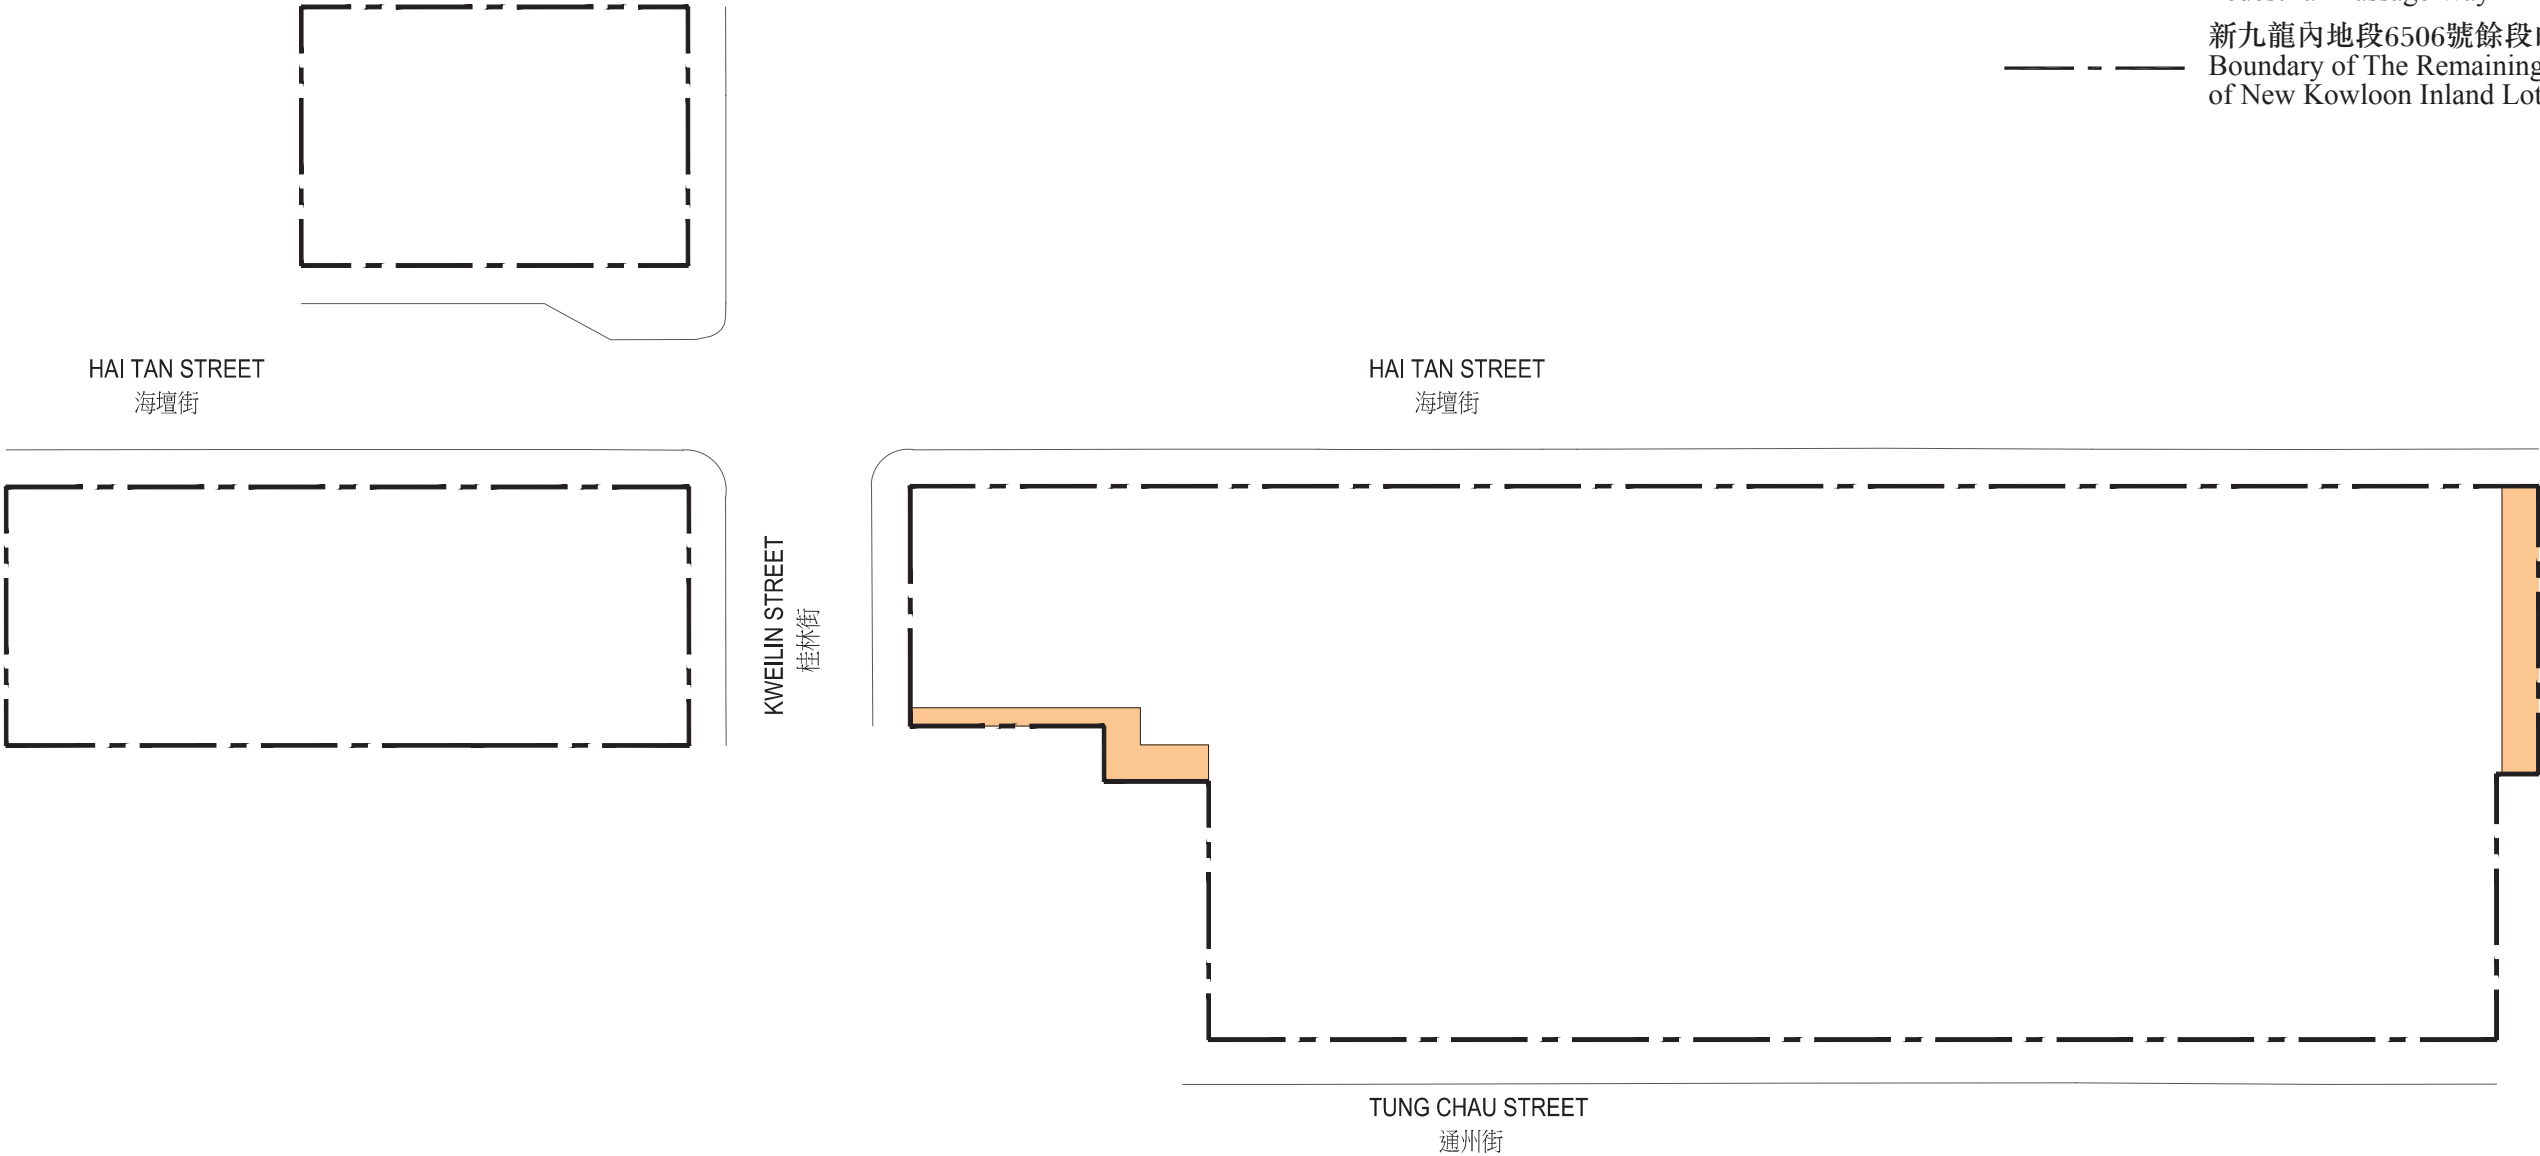 新九龍內地段6506號餘段
Boundary of The Remaining
of New Kowloon Inland Lot
HAI TAN STREET
海壇街
HAI TAN STREET
海壇街
KWEILIN STREET
桂林街
TUNG CHAU STREET
通州街